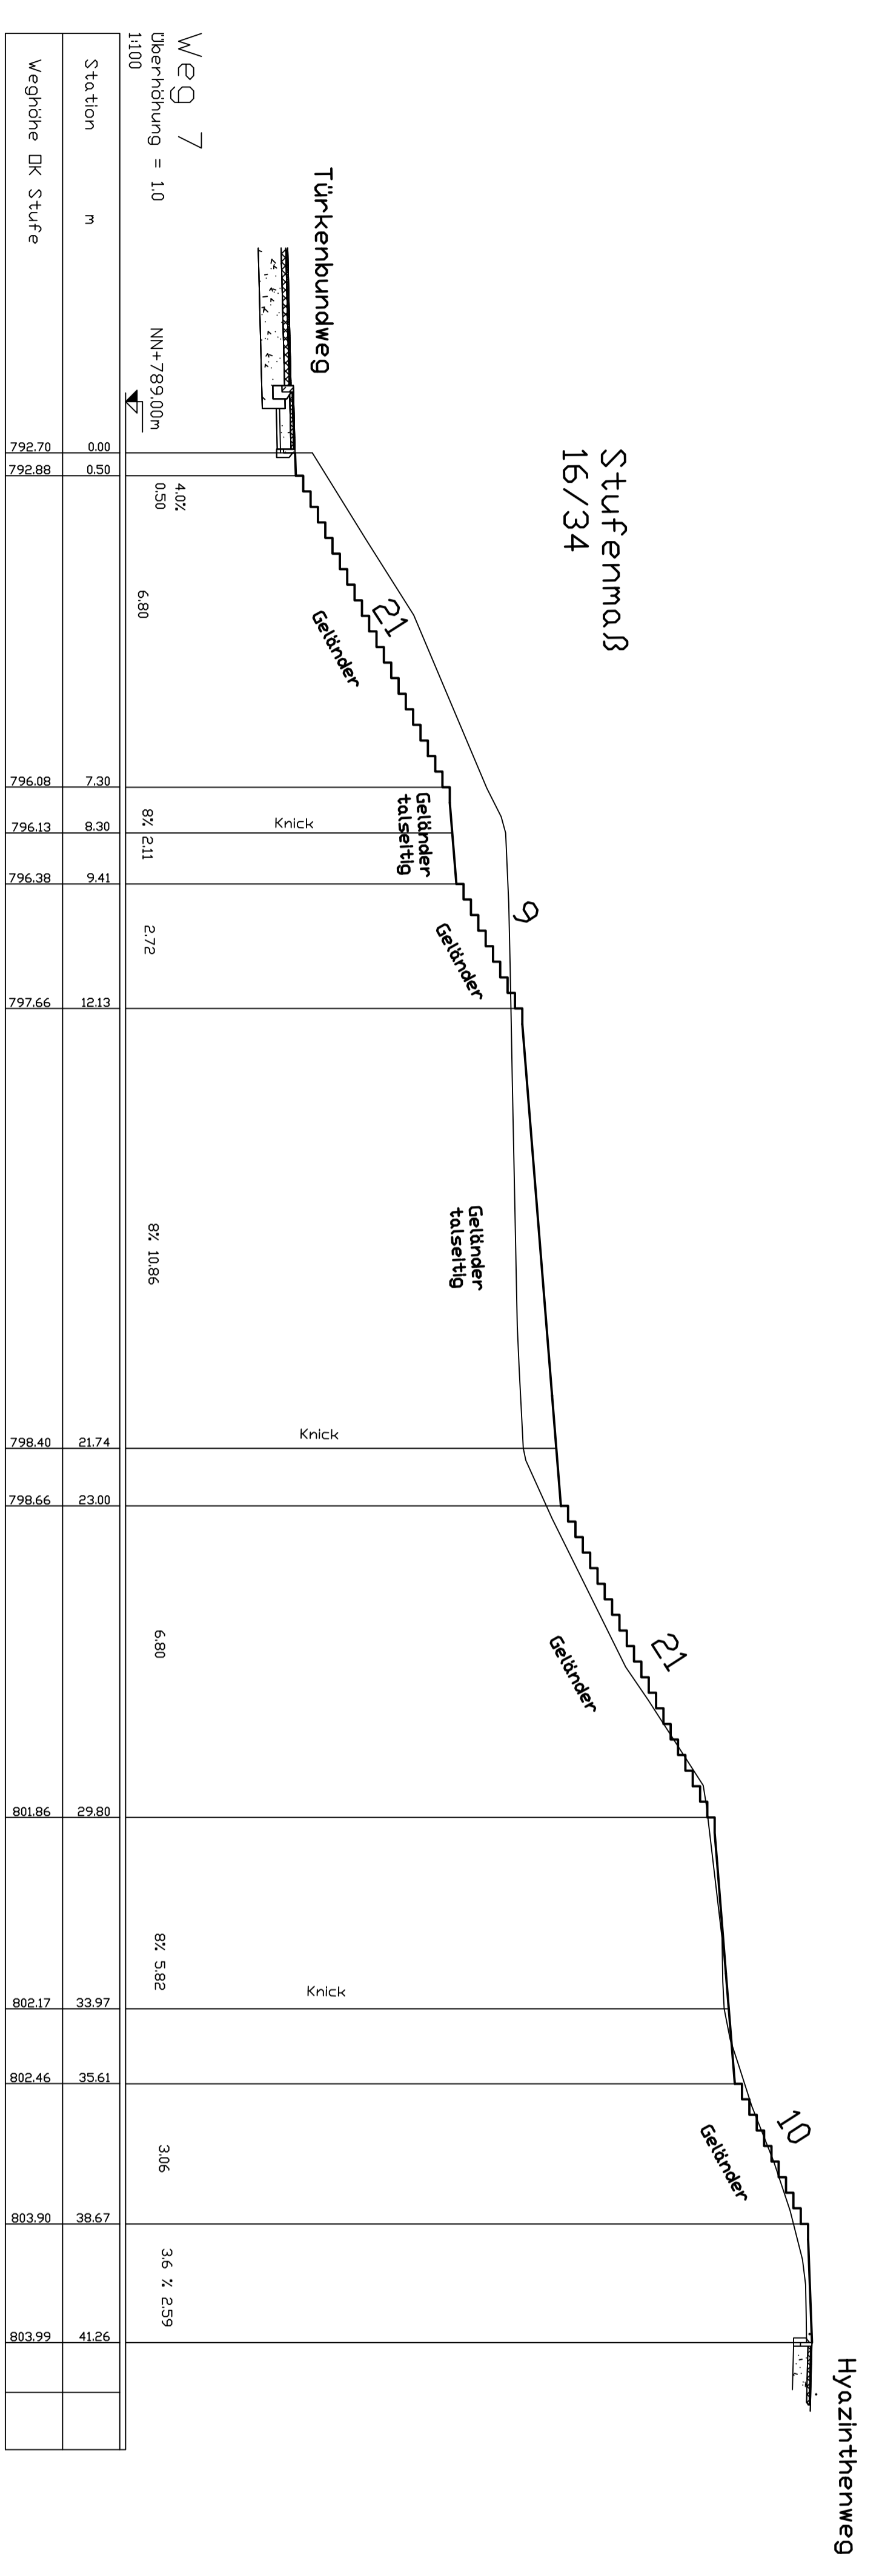 Weg 7
Überhöhung = 1.0
1:100
NN+789.00m
Türkenbundweg
Stufenmaß
16/34
Hyazinthenweg
21
Geländer
Geländer
talseitig
9
Geländer
Geländer
talseitig
21
Geländer
10
Geländer
Knick
Knick
Knick
4.0%
0.50
6.80
8% 2.11
2.72
8% 10.86
6.80
8% 5.82
3.06
3.6 % 2.59
Station m
0.00 0.50 7.30 8.30 9.41 12.13 21.74 23.00 29.80 33.97 35.61 38.67 41.26
Weghöhe OK Stufe
792.70 792.88 796.08 796.13 796.38 797.66 798.40 798.66 801.86 802.17 802.46 803.90 803.99